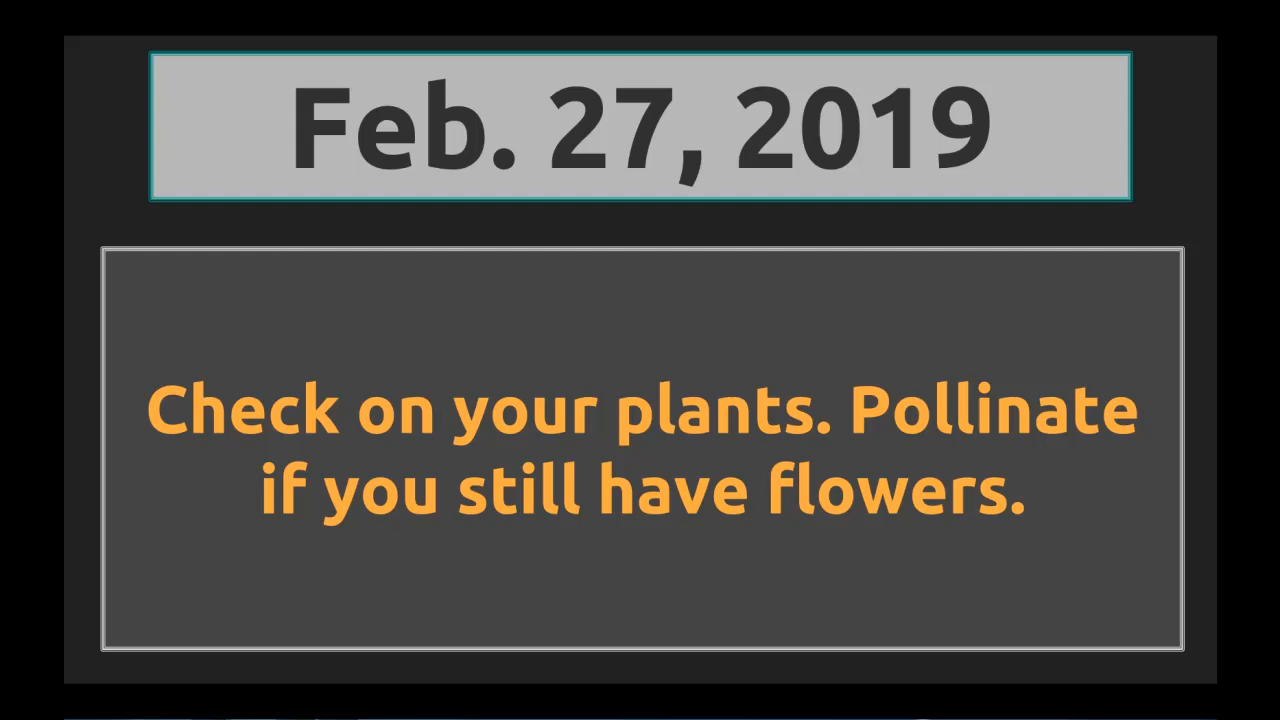 Feb. 27, 2019
Check on your plants. Pollinate
if you still have flowers.